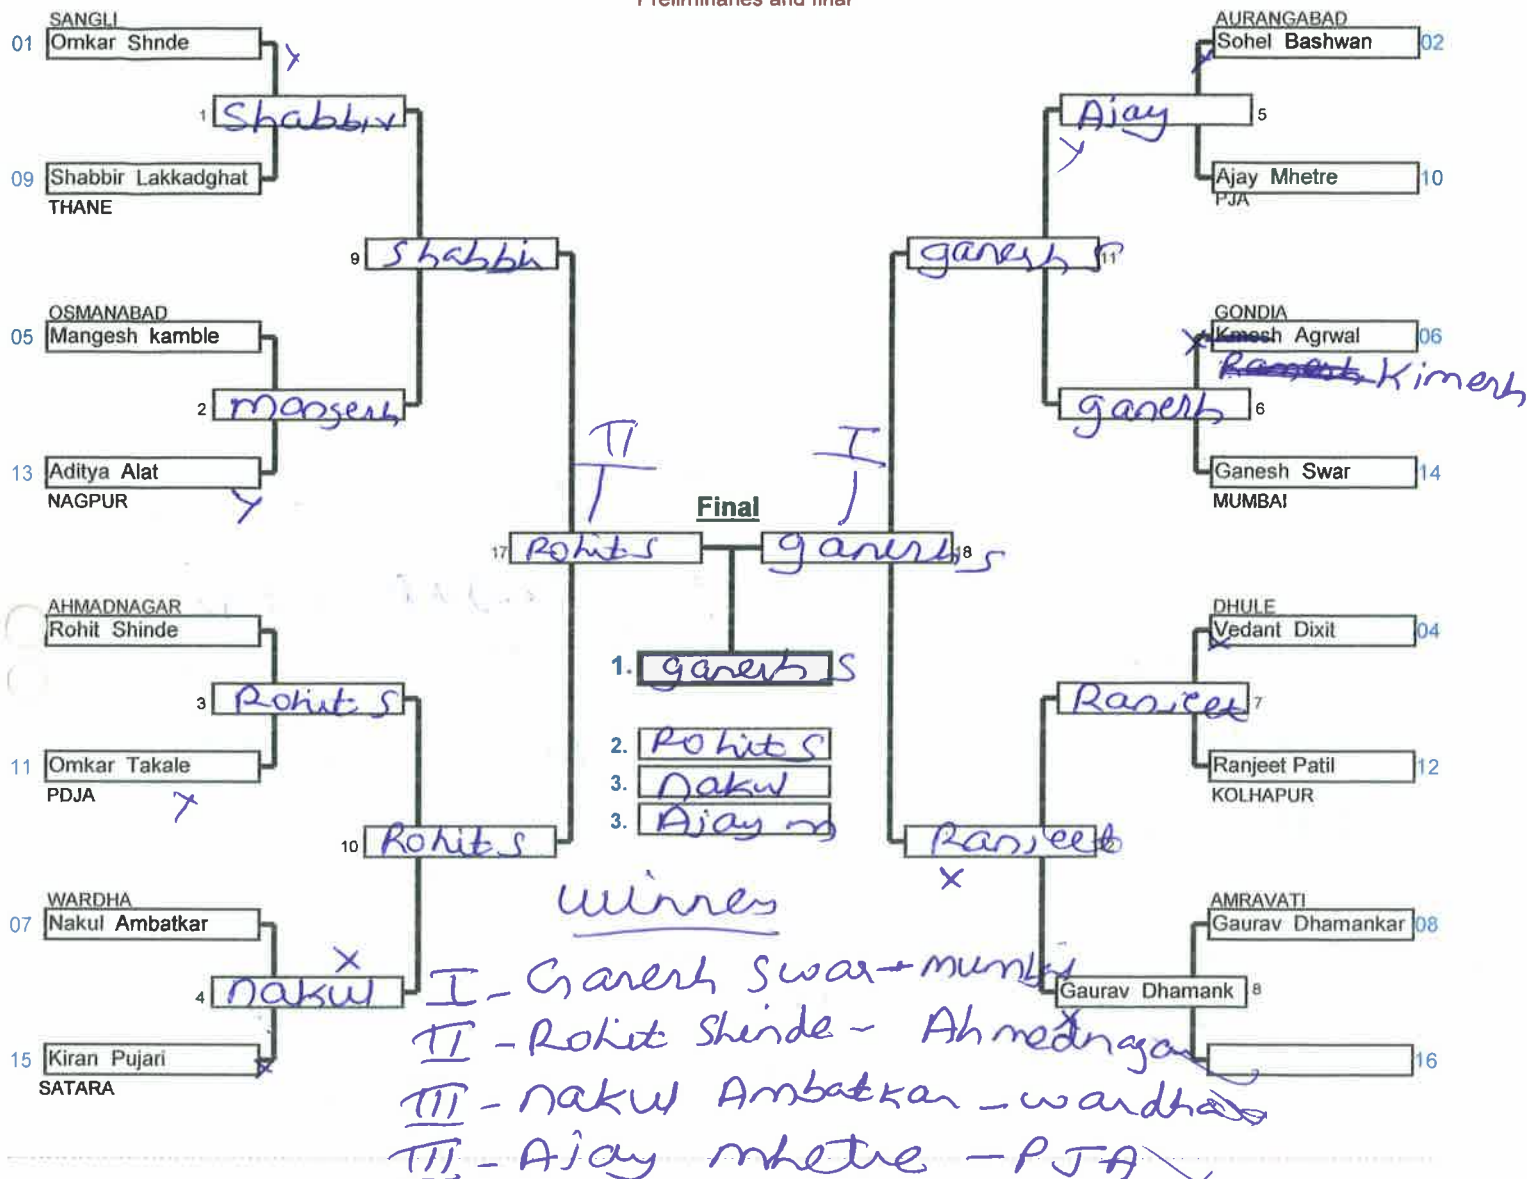 Preliminaries and final
SANGLI
01 Omkar Shnde
1 Shabbir
09 Shabbir Lakkadghat
THANE
9 Shabbir
OSMANABAD
05 Mangesh kamble
2 Mangesh
13 Aditya Alat
NAGPUR
II
17 Rohit S
AHMADNAGAR
Rohit Shinde
3 Rohit S
11 Omkar Takale
PDJA
10 Rohit S
WARDHA
07 Nakul Ambatkar
4 Nakul
15 Kiran Pujari
SATARA
AURANGABAD
Sohel Bashwan 02
Ajay 5
Ajay Mhetre 10
PJA
ganesh S 11
GONDIA
Kmesh Agrwal 06
Kimesh
ganesh 6
Ganesh Swar 14
MUMBAI
I
Final
ganesh S 18
DHULE
Vedant Dixit 04
Ranjeet 7
Ranjeet Patil 12
KOLHAPUR
Ranjeet
AMRAVATI
Gaurav Dhamankar 08
Gaurav Dhamank 8
16
1. ganesh S
2. Rohit S
3. Nakul
3. Ajay m
I - Ganesh Swar - mumbai
II - Rohit Shinde - Ahmednagar
III - Nakul Ambatkar - wardha
III - Ajay mhetre - PJA